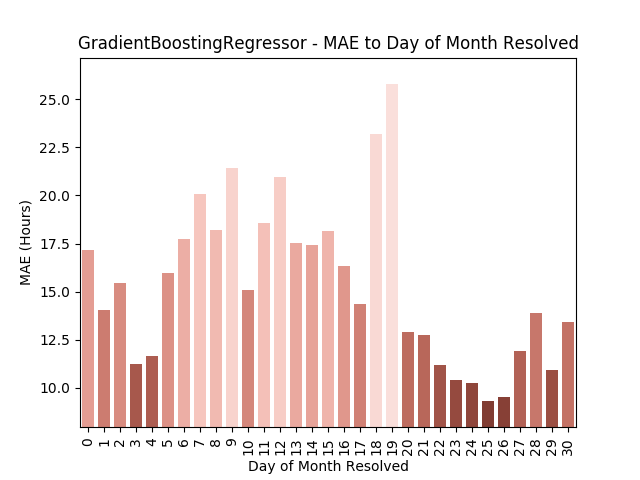 GradientBoostingRegressor - MAE to Day of Month Resolved
MAE (Hours)
25.0
22.5
20.0
17.5
15.0
12.5
10.0
0 1 2 3 4 5 6 7 8 9 10 11 12 13 14 15 16 17 18 19 20 21 22 23 24 25 26 27 28 29 30
Day of Month Resolved